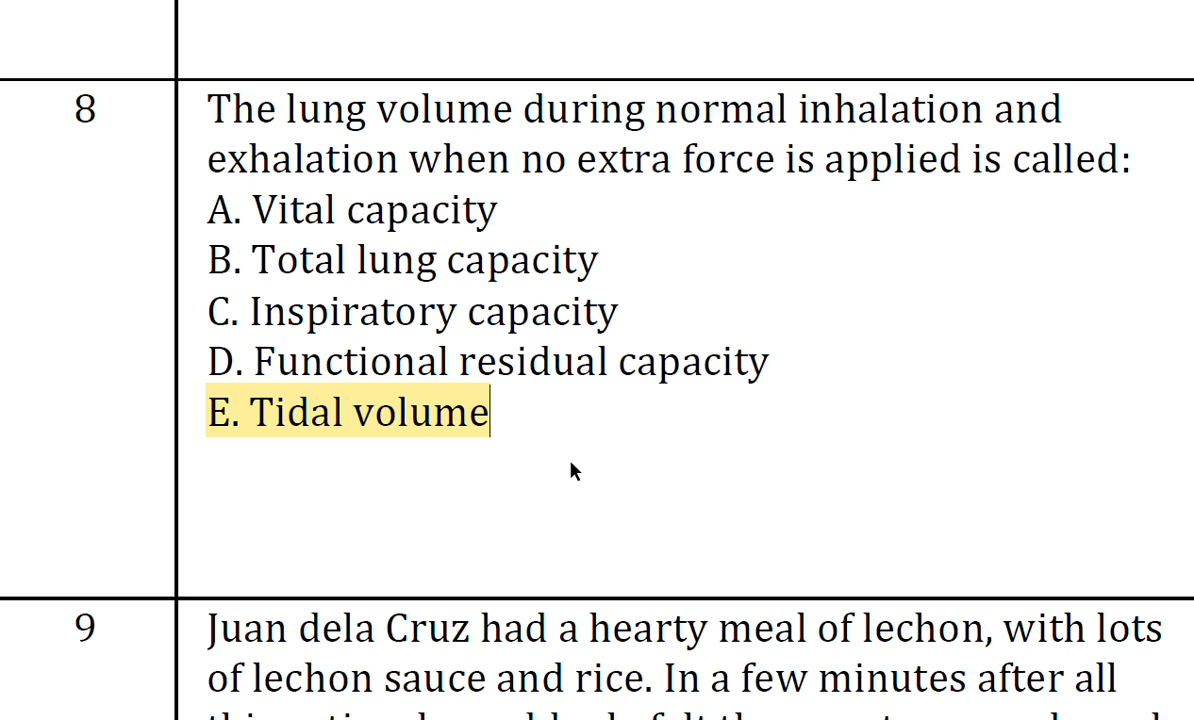 8
The lung volume during normal inhalation and
exhalation when no extra force is applied is called:
A. Vital capacity
B. Total lung capacity
C. Inspiratory capacity
D. Functional residual capacity
E. Tidal volume
9
Juan dela Cruz had a hearty meal of lechon, with lots
of lechon sauce and rice. In a few minutes after all